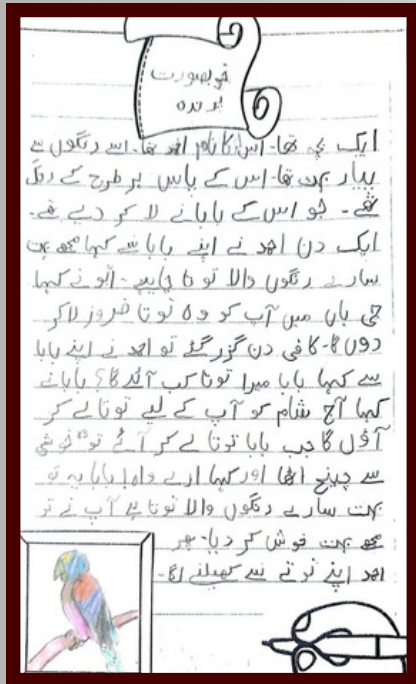 خوبصورت
پرندہ
ایک بچہ تھا۔ اس کا نام احمد تھا۔ اسے رنگوں سے
پیار بہت تھا۔ اس کے پاس ہر طرح کے رنگ
تھے۔ جو اس کے بابا نے لا کر دیے تھے۔
ایک دن احمد نے اپنے بابا سے کہا مجھے بہت
سارے رنگوں والا توتا چاہیے۔ ابو نے کہا
جی ہاں میں آپ کو وہ توتا ضروز لاکر
دوں گا۔ کافی دن گزر گئے تو احمد نے اپنے بابا
سے کہا بابا میرا توتا کب آئے گا؟ بابا نے
کہا آج شام کو آپ کے لیے توتا لے کر
آؤں گا جب بابا توتا لے کر آئے تو وہ خوشی
سے چینح اٹھا اور کہا ارے واہ! بابا یہ تو
بہت سارے رنگوں والا توتا ہے آپ نے تو
مجھے بہت خوش کر دیا۔ پھر
احمد اپنے توتے سے کھیلنے لگا۔